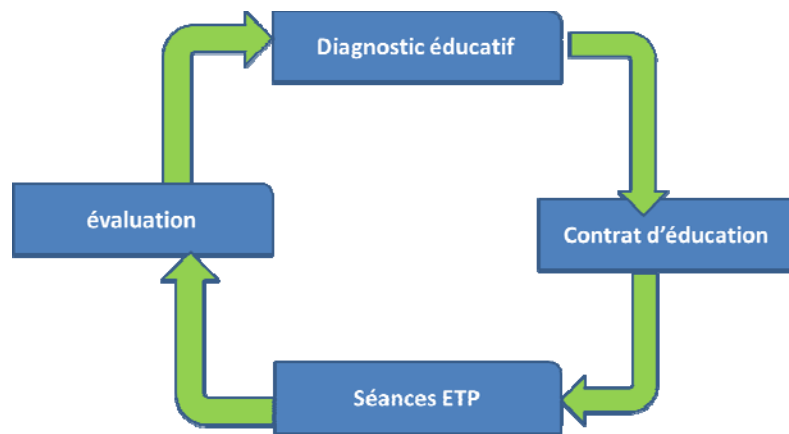 Diagnostic éducatif
évaluation
Contrat d’éducation
Séances ETP